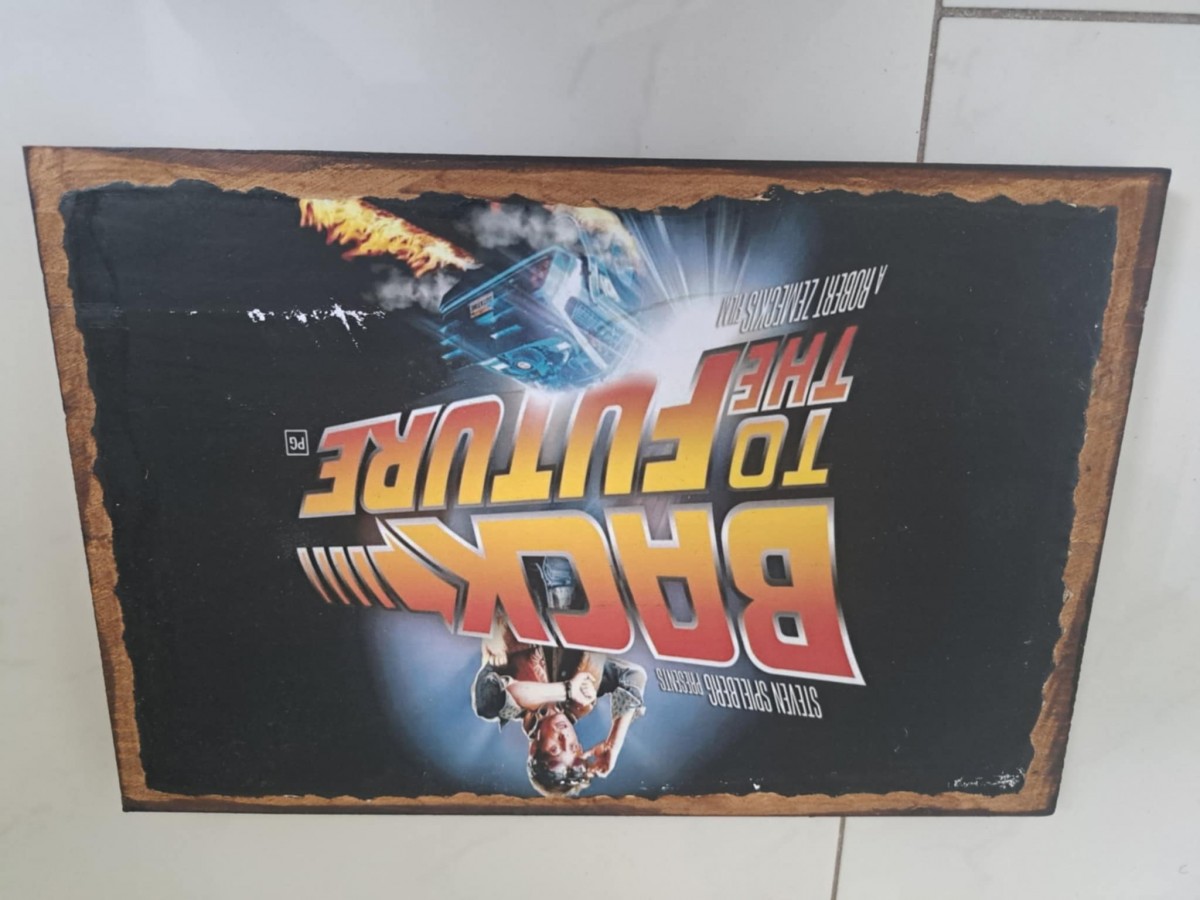 STEVEN SPIELBERG PRESENTS
BACK
TO THE
FUTURE
A ROBERT ZEMECKIS FILM
PG